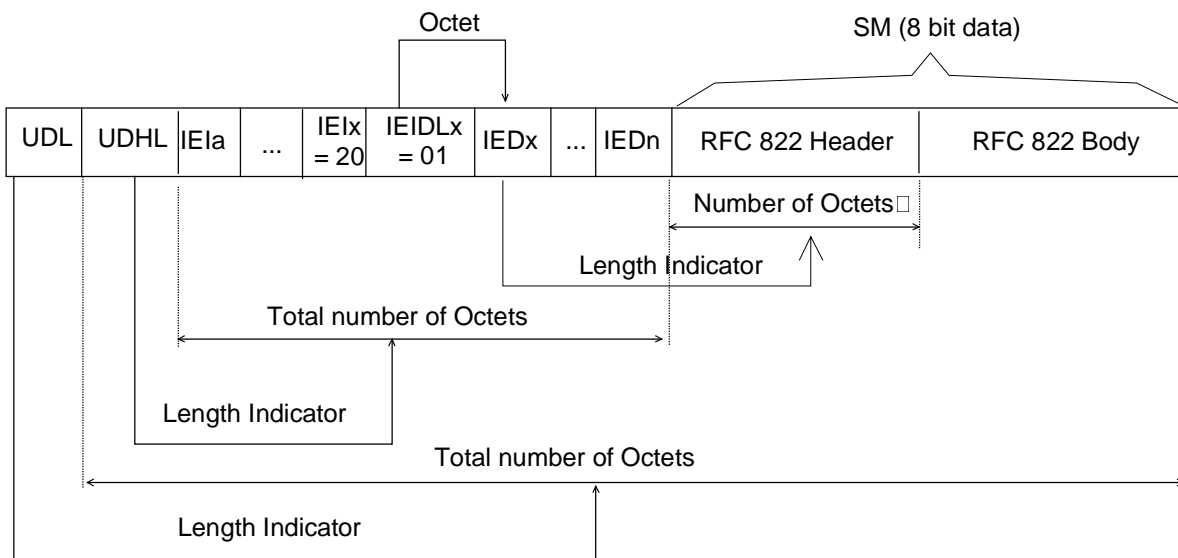 Octet
SM (8 bit data)
UDL UDHL IEIa ... IEIx = 20 IEIDLx = 01 IEDx ... IEDn RFC 822 Header RFC 822 Body
Number of Octets□
Length Indicator
Total number of Octets
Length Indicator
Total number of Octets
Length Indicator